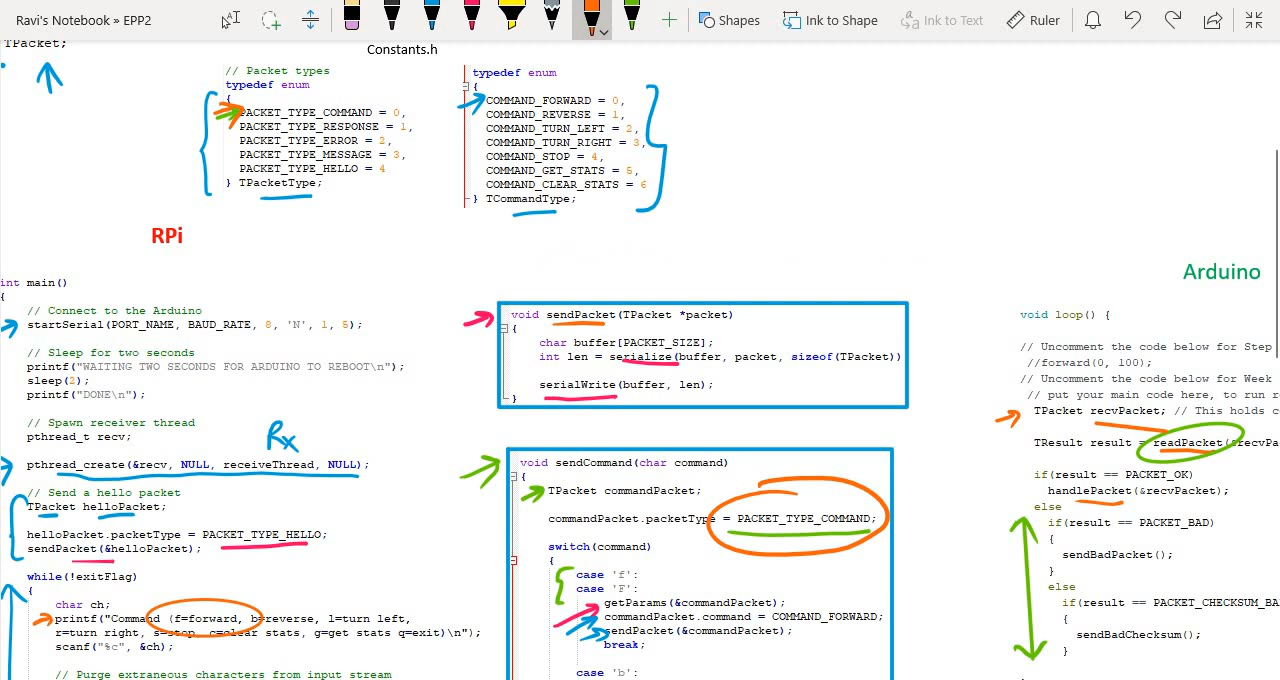 Ravi's Notebook » EPP2
Shapes
Ink to Shape
Ink to Text
Ruler
TPacket;
Constants.h
// Packet types
typedef enum
{
PACKET_TYPE_COMMAND = 0,
PACKET_TYPE_RESPONSE = 1,
PACKET_TYPE_ERROR = 2,
PACKET_TYPE_MESSAGE = 3,
PACKET_TYPE_HELLO = 4
} TPacketType;
typedef enum
{
COMMAND_FORWARD = 0,
COMMAND_REVERSE = 1,
COMMAND_TURN_LEFT = 2,
COMMAND_TURN_RIGHT = 3,
COMMAND_STOP = 4,
COMMAND_GET_STATS = 5,
COMMAND_CLEAR_STATS = 6
} TCommandType;
RPi
int main()
{
// Connect to the Arduino
startSerial(PORT_NAME, BAUD_RATE, 8, 'N', 1, 5);
// Sleep for two seconds
printf("WAITING TWO SECONDS FOR ARDUINO TO REBOOT\n");
sleep(2);
printf("DONE\n");
// Spawn receiver thread
pthread_t recv;
Rx
pthread_create(&recv, NULL, receiveThread, NULL);
// Send a hello packet
TPacket helloPacket;
helloPacket.packetType = PACKET_TYPE_HELLO;
sendPacket(&helloPacket);
while(!exitFlag)
{
char ch;
printf("Command (f=forward, b=reverse, l=turn left,
r=turn right, s=stop, c=clear stats, g=get stats q=exit)\n");
scanf("%c", &ch);
// Purge extraneous characters from input stream
void sendPacket(TPacket *packet)
{
char buffer[PACKET_SIZE];
int len = serialize(buffer, packet, sizeof(TPacket))
serialWrite(buffer, len);
}
void sendCommand(char command)
{
TPacket commandPacket;
commandPacket.packetType = PACKET_TYPE_COMMAND;
switch(command)
{
case 'f':
case 'F':
getParams(&commandPacket);
commandPacket.command = COMMAND_FORWARD;
sendPacket(&commandPacket);
break;
case 'b':
Arduino
void loop() {
// Uncomment the code below for Step
//forward(0, 100);
// Uncomment the code below for Week
// put your main code here, to run r
TPacket recvPacket; // This holds c
TResult result = readPacket(&recvPa
if(result == PACKET_OK)
handlePacket(&recvPacket);
else
if(result == PACKET_BAD)
{
sendBadPacket();
}
else
if(result == PACKET_CHECKSUM_BA
{
sendBadChecksum();
}